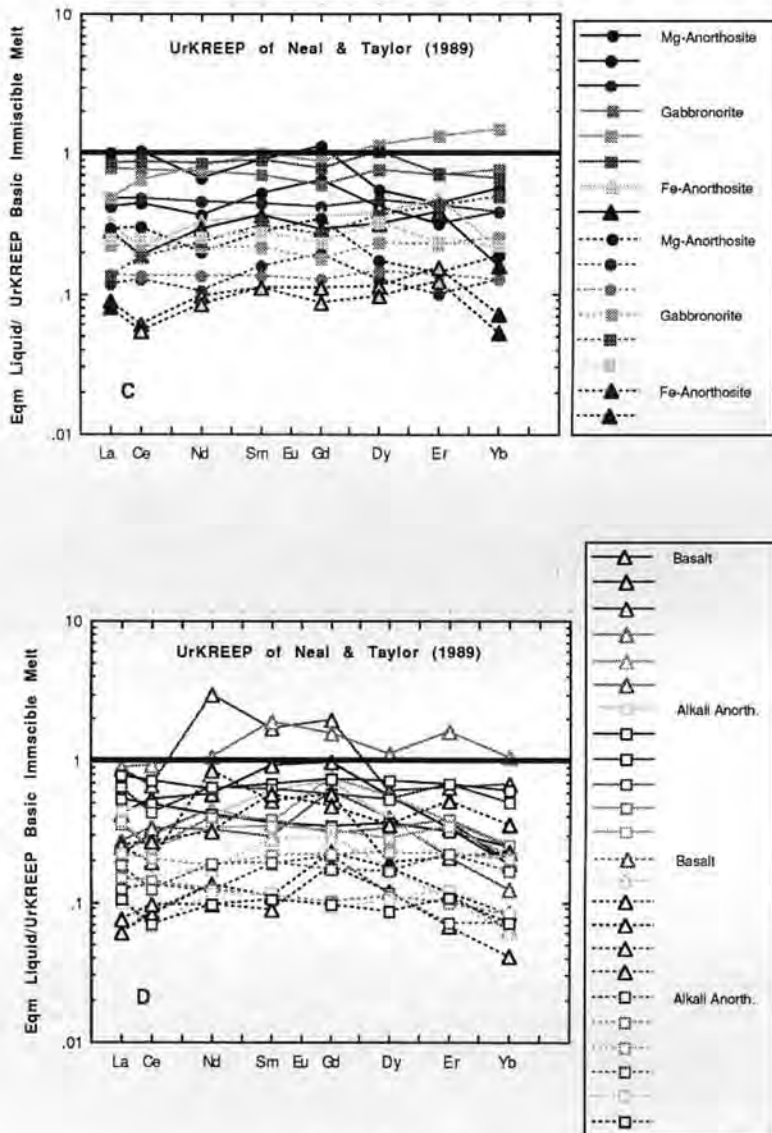 UrKREEP of Neal & Taylor (1989)
Eqm Liquid/ UrKREEP Basic Immiscible Melt
10
1
.1
.01
C
La Ce Nd Sm Eu Gd Dy Er Yb
Mg-Anorthosite
Gabbronorite
Fe-Anorthosite
Mg-Anorthosite
Gabbronorite
Fe-Anorthosite
UrKREEP of Neal & Taylor (1989)
Eqm Liquid/UrKREEP Basic Immscible Melt
10
1
.1
.01
D
La Ce Nd Sm Eu Gd Dy Er Yb
Basalt
Alkali Anorth.
Basalt
Alkali Anorth.